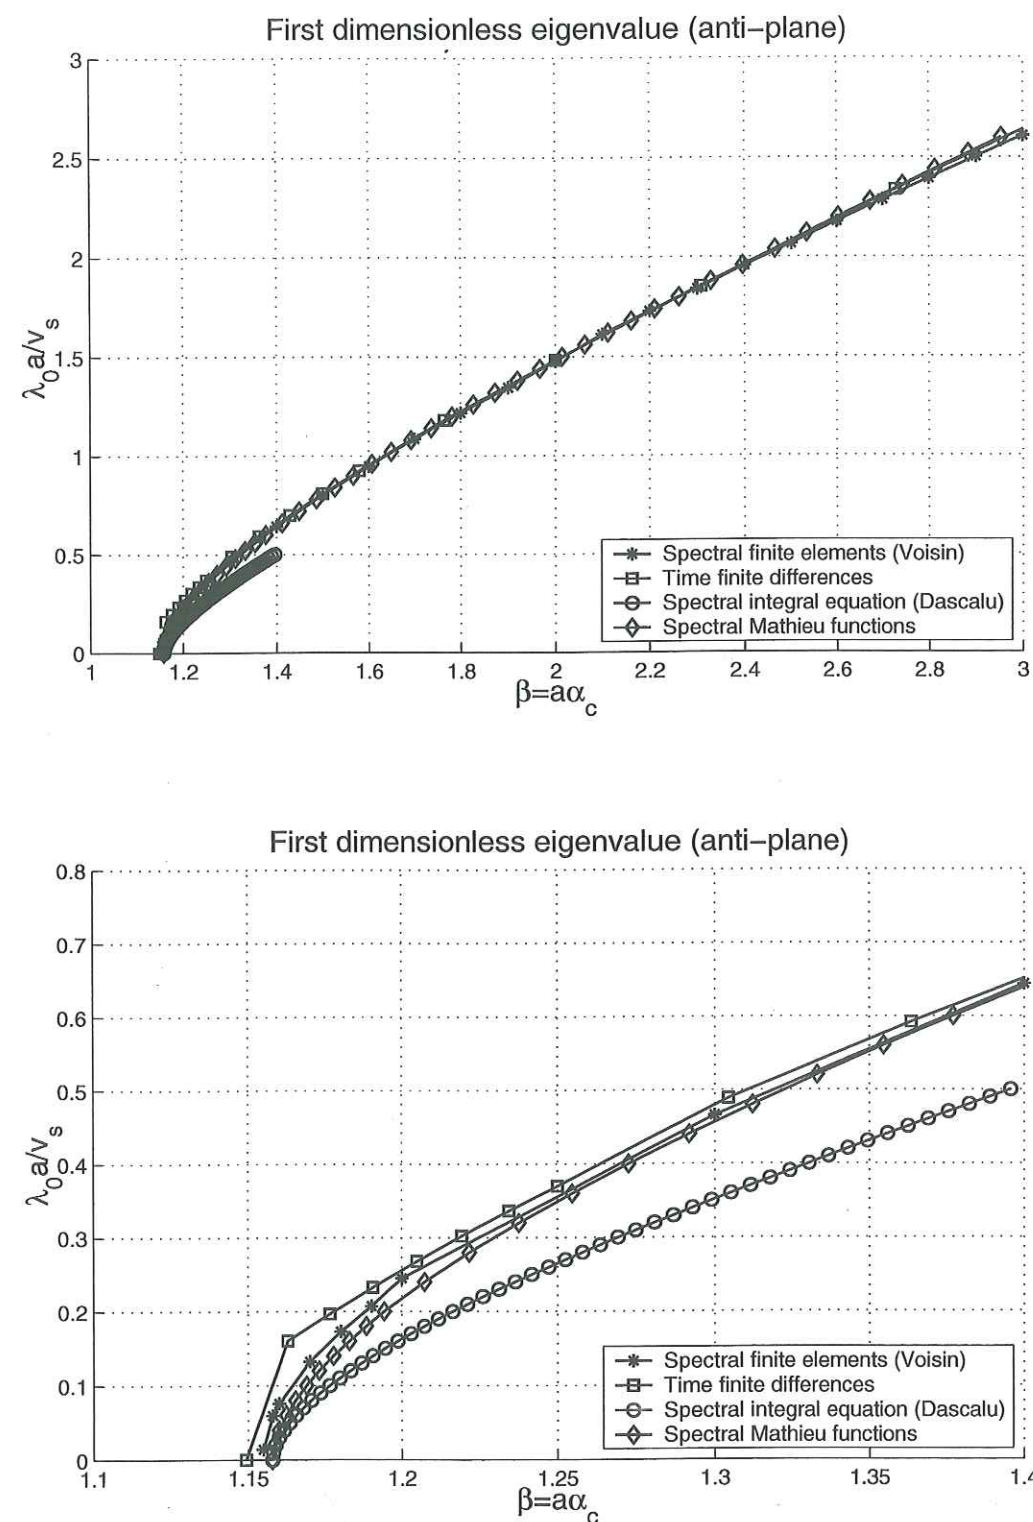 First dimensionless eigenvalue (anti−plane)
3
2.5
2
1.5
1
0.5
0
λ0a/vs
Spectral finite elements (Voisin)
Time finite differences
Spectral integral equation (Dascalu)
Spectral Mathieu functions
1 1.2 1.4 1.6 1.8 2 2.2 2.4 2.6 2.8 3
β=aαc
First dimensionless eigenvalue (anti−plane)
0.8
0.7
0.6
0.5
0.4
0.3
0.2
0.1
0
λ0a/vs
Spectral finite elements (Voisin)
Time finite differences
Spectral integral equation (Dascalu)
Spectral Mathieu functions
1.1 1.15 1.2 1.25 1.3 1.35 1.4
β=aαc